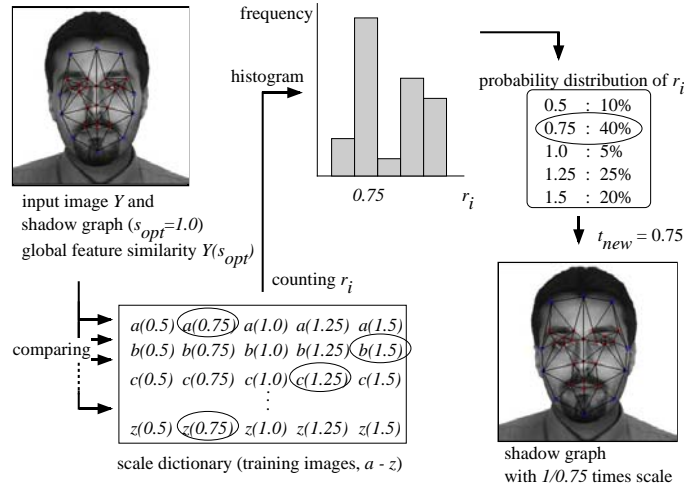 frequency
histogram
0.75
r_i
probability distribution of r_i
0.5 : 10%
0.75 : 40%
1.0 : 5%
1.25 : 25%
1.5 : 20%
t_new = 0.75
input image Y and
shadow graph (s_opt=1.0)
global feature similarity Y(s_opt)
counting r_i
comparing
a(0.5) a(0.75) a(1.0) a(1.25) a(1.5)
b(0.5) b(0.75) b(1.0) b(1.25) b(1.5)
c(0.5) c(0.75) c(1.0) c(1.25) c(1.5)
z(0.5) z(0.75) z(1.0) z(1.25) z(1.5)
scale dictionary (training images, a - z)
shadow graph
with 1/0.75 times scale